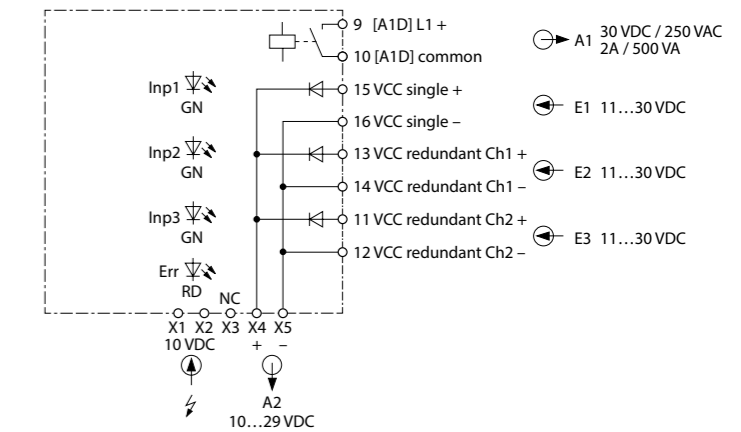 9 [A1D] L1 +
10 [A1D] common
A1 30 VDC / 250 VAC
2A / 500 VA
Inp1
GN
15 VCC single +
E1 11…30 VDC
16 VCC single –
Inp2
GN
13 VCC redundant Ch1 +
E2 11…30 VDC
14 VCC redundant Ch1 –
Inp3
GN
11 VCC redundant Ch2 +
E3 11…30 VDC
12 VCC redundant Ch2 –
Err
RD
NC
X1 X2 X3 X4 X5
10 VDC + –
A2
10…29 VDC